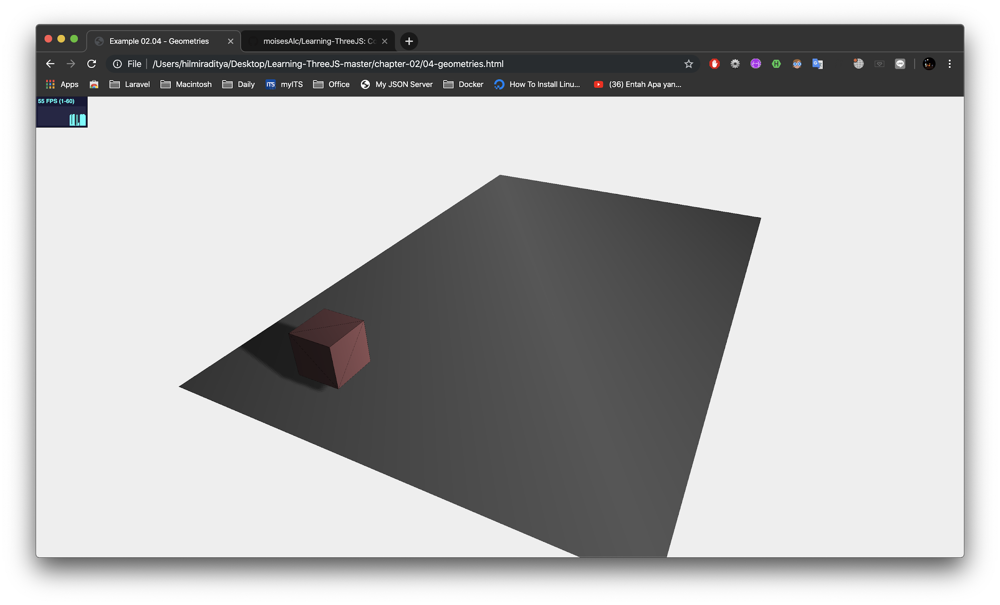 Example 02.04 - Geometries
moisesAlc/Learning-ThreeJS: Co
File /Users/hilmiraditya/Desktop/Learning-ThreeJS-master/chapter-02/04-geometries.html
Apps Laravel Macintosh Daily iTS myITS Office My JSON Server Docker How To Install Linu... (36) Entah Apa yan...
55 FPS (1-60)